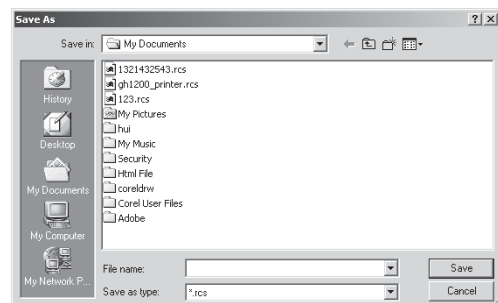 Save As
Save in:
My Documents
History
Desktop
My Documents
My Computer
My Network P...
1321432543.rcs
gh1200_printer.rcs
123.rcs
My Pictures
hui
My Music
Security
Html File
coreldrw
Corel User Files
Adobe
File name:
Save
Save as type:
*.rcs
Cancel